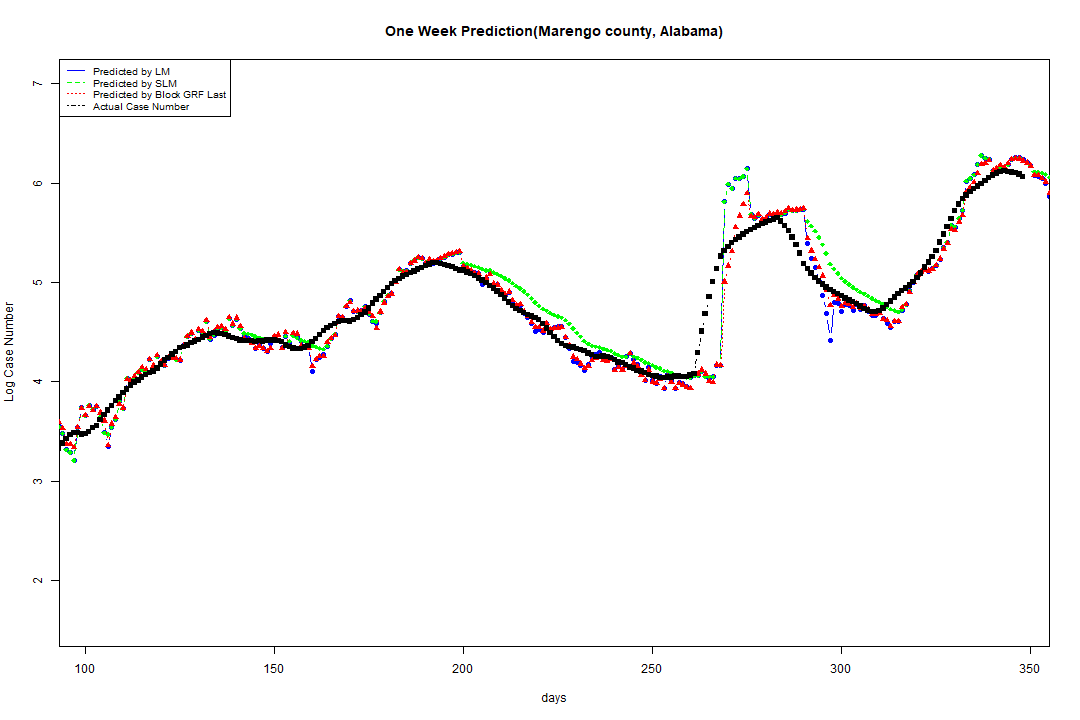 One Week Prediction(Marengo county, Alabama)
Predicted by LM
Predicted by SLM
Predicted by Block GRF Last
Actual Case Number
7
6
5
4
3
2
Log Case Number
100 150 200 250 300 350
days